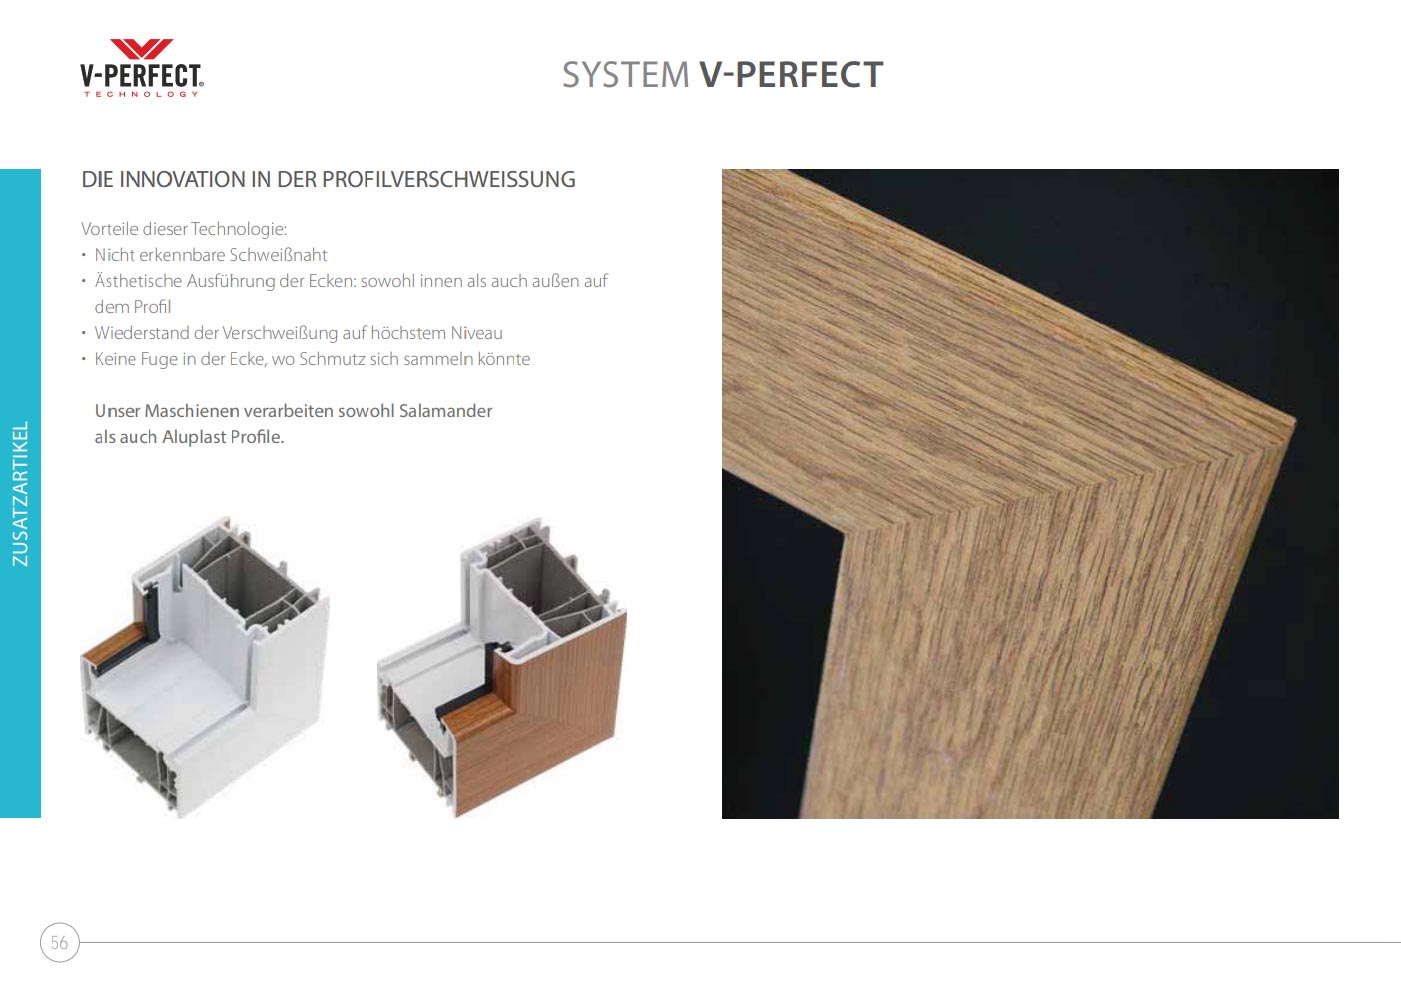 V-PERFECT®
TECHNOLOGY
SYSTEM V-PERFECT
DIE INNOVATION IN DER PROFILVERSCHWEISSUNG
Vorteile dieser Technologie:
• Nicht erkennbare Schweißnaht
• Ästhetische Ausführung der Ecken: sowohl innen als auch außen auf
dem Profil
• Wiederstand der Verschweißung auf höchstem Niveau
• Keine Fuge in der Ecke, wo Schmutz sich sammeln könnte
Unser Maschienen verarbeiten sowohl Salamander
als auch Aluplast Profile.
ZUSATZARTIKEL
56